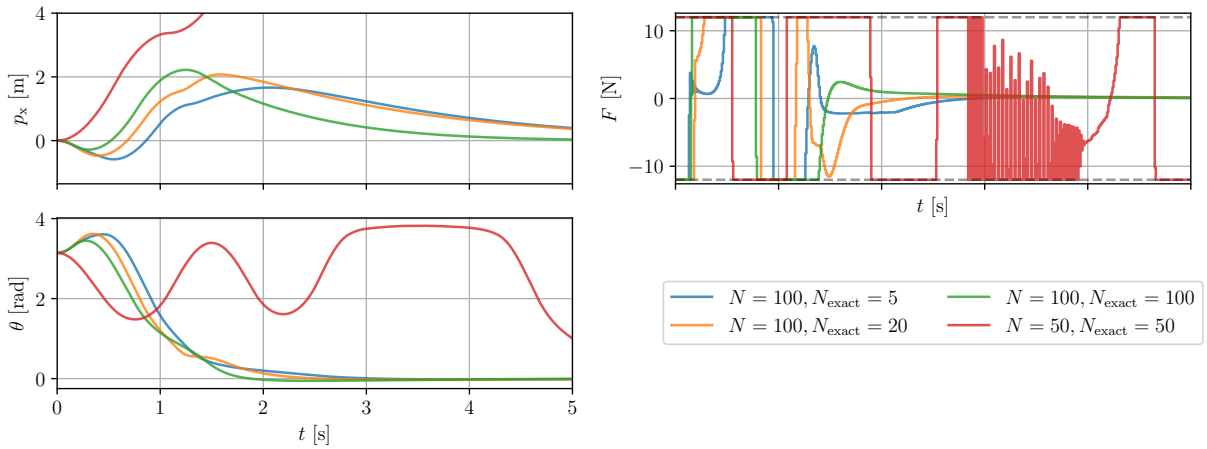 4
2
0
p_x [m]
4
2
0
θ [rad]
0 1 2 3 4 5
t [s]
10
0
−10
F [N]
t [s]
N = 100, N_exact = 5
N = 100, N_exact = 20
N = 100, N_exact = 100
N = 50, N_exact = 50